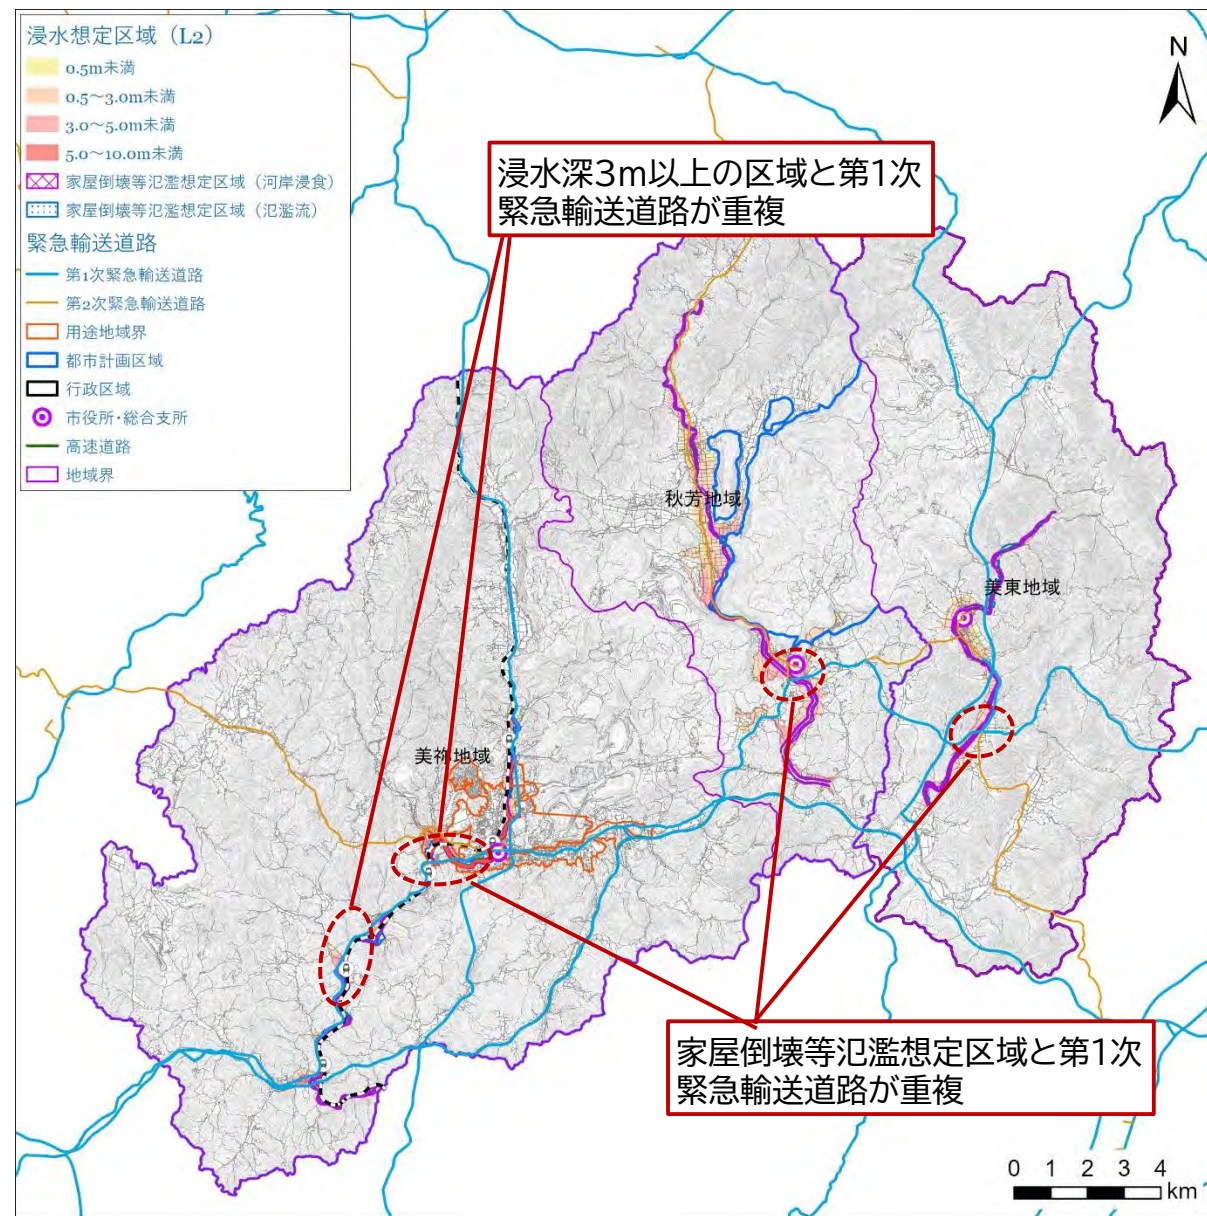 浸水想定区域（L2）
0.5m未満
0.5～3.0m未満
3.0～5.0m未満
5.0～10.0m未満
家屋倒壊等氾濫想定区域（河岸浸食）
家屋倒壊等氾濫想定区域（氾濫流）
緊急輸送道路
第1次緊急輸送道路
第2次緊急輸送道路
用途地域界
都市計画区域
行政区域
市役所・総合支所
高速道路
地域界
N
浸水深3m以上の区域と第1次
緊急輸送道路が重複
秋芳地域
美東地域
美祢地域
家屋倒壊等氾濫想定区域と第1次
緊急輸送道路が重複
0 1 2 3 4
km